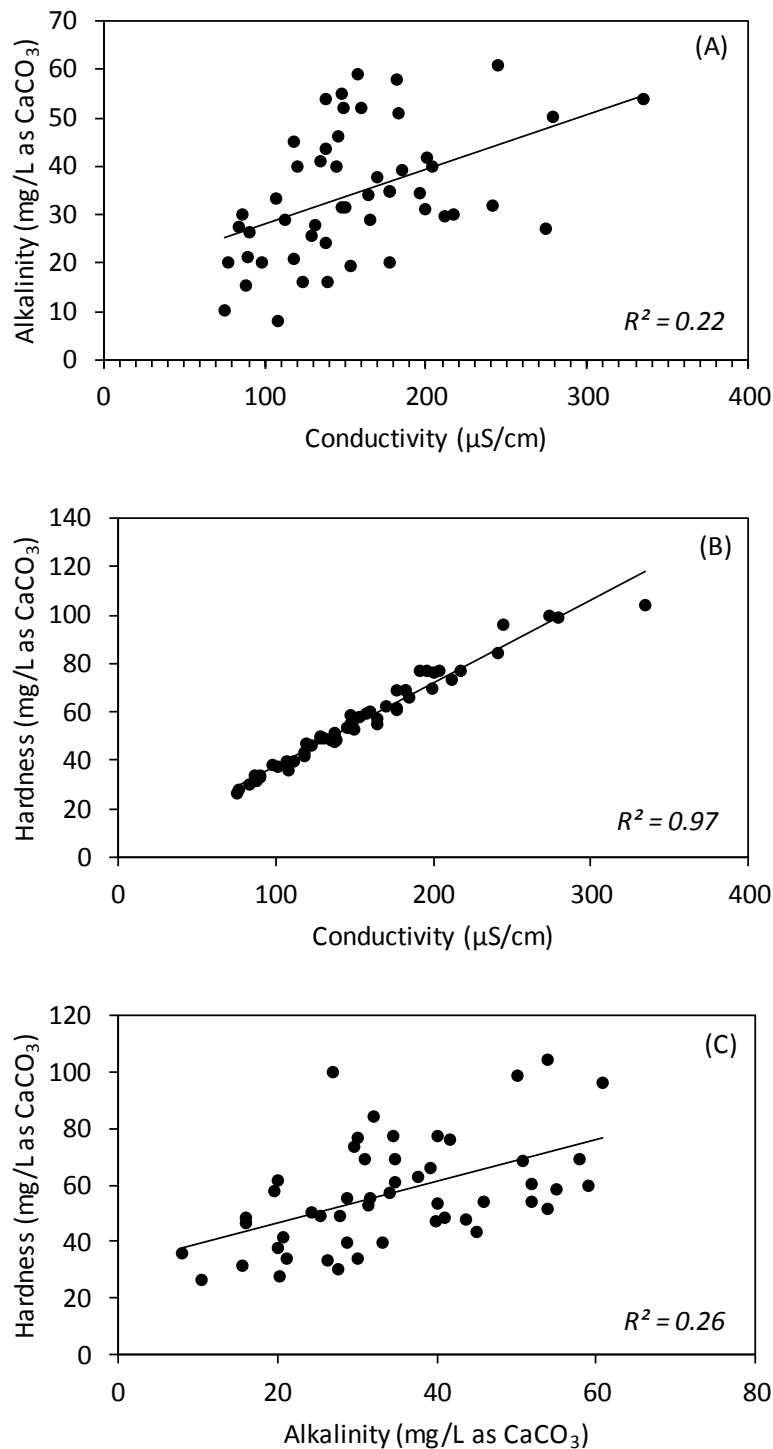 (A)
70
60
50
40
30
20
10
0
Alkalinity (mg/L as CaCO₃)
R² = 0.22
0 100 200 300 400
Conductivity (µS/cm)
(B)
140
120
100
80
60
40
20
0
Hardness (mg/L as CaCO₃)
R² = 0.97
0 100 200 300 400
Conductivity (µS/cm)
(C)
120
100
80
60
40
20
0
Hardness (mg/L as CaCO₃)
R² = 0.26
0 20 40 60 80
Alkalinity (mg/L as CaCO₃)